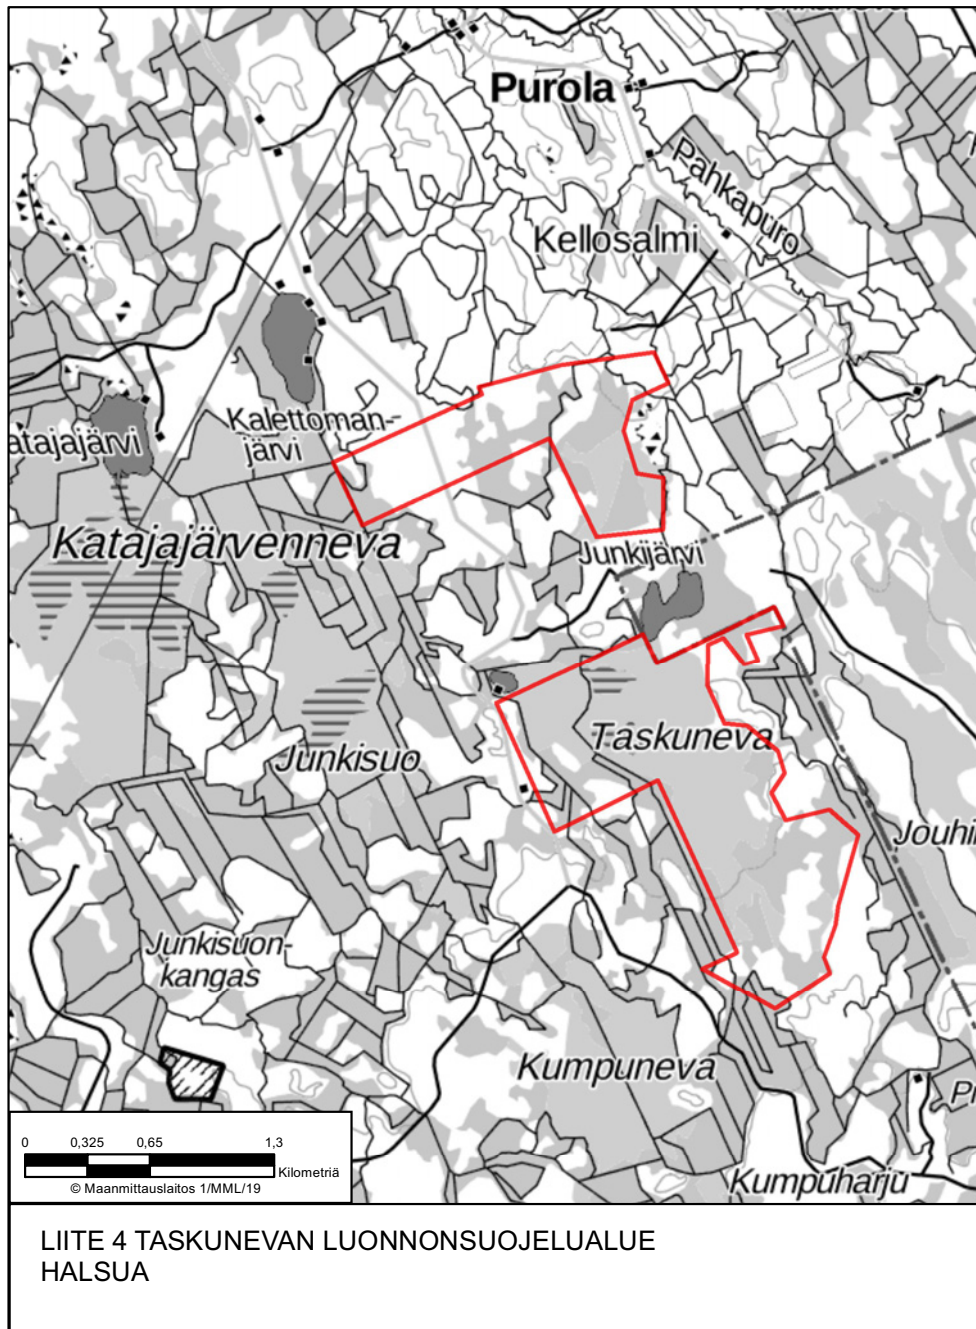 Purola
Pahkapuro
Kellosalmi
Kalettoman-
järvi
atajajärvi
Katajajärvenneva
Junkijärvi
Taskuneva
Junkisuo
Jouhi
Junkisuon-
kangas
Kumpuneva
Kumpuharju
0 0,325 0,65 1,3
Kilometriä
© Maanmittauslaitos 1/MML/19
LIITE 4 TASKUNEVAN LUONNONSUOJELUALUE
HALSUA